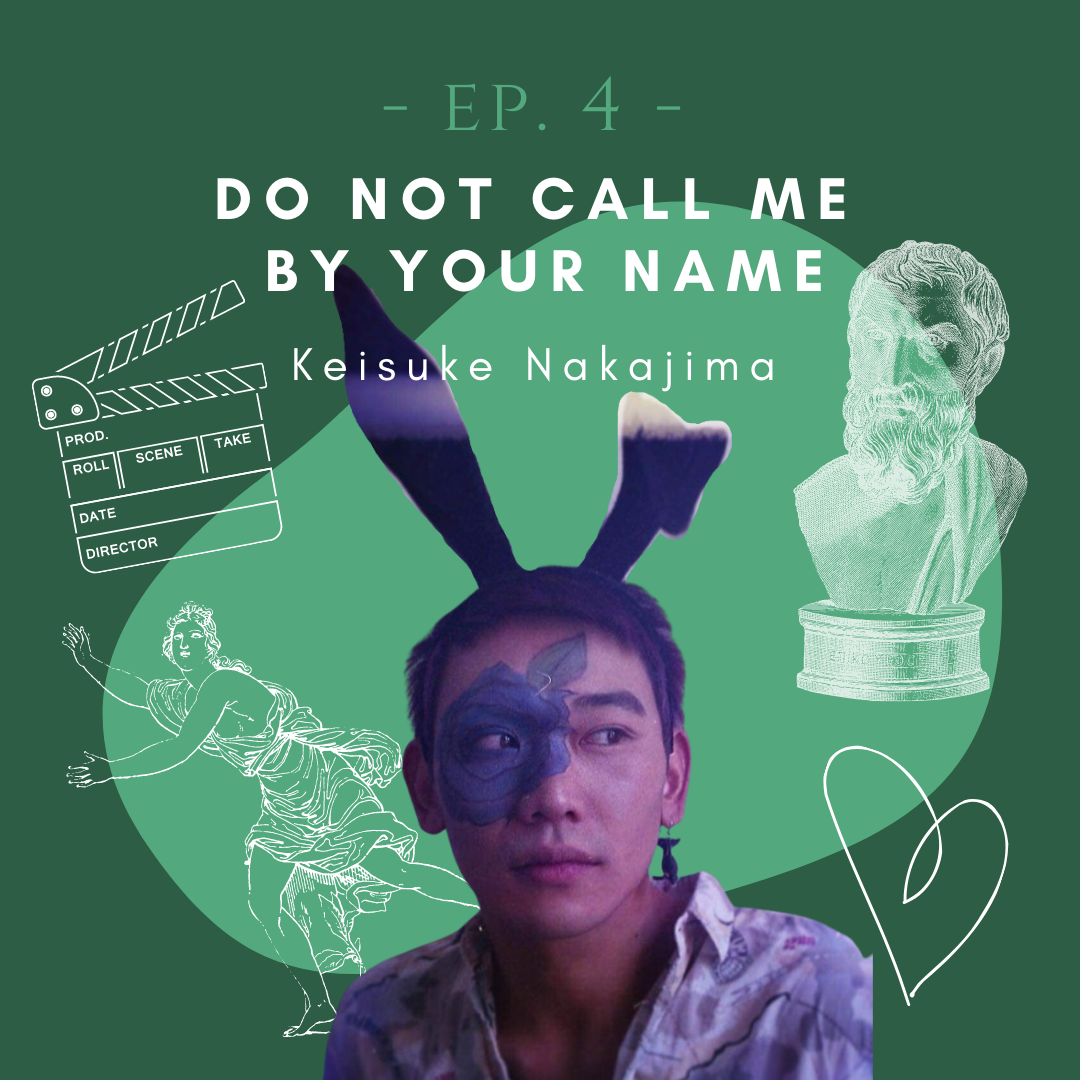 - EP. 4 -
DO NOT CALL ME
BY YOUR NAME
Keisuke Nakajima
PROD.
ROLL SCENE TAKE
DATE
DIRECTOR